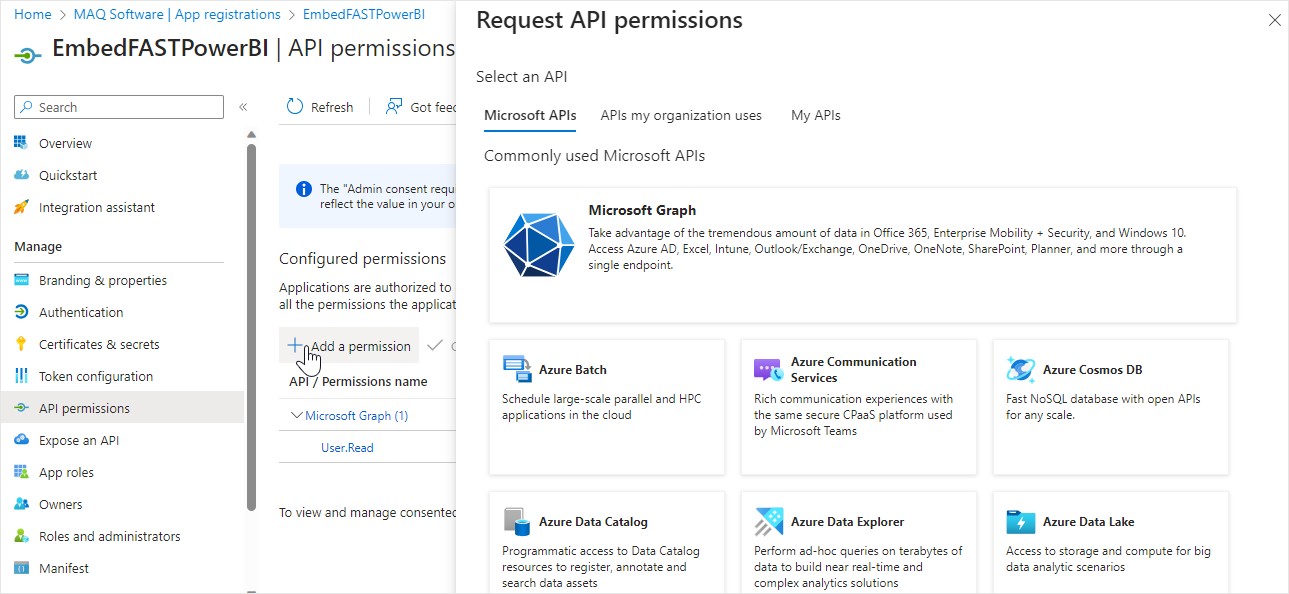 Home > MAQ Software | App registrations > EmbedFASTPowerBI
EmbedFASTPowerBI | API permissions
Search
«
Refresh
Got feed
Overview
Quickstart
Integration assistant
Manage
Branding & properties
Authentication
Certificates & secrets
Token configuration
API permissions
Expose an API
App roles
Owners
Roles and administrators
Manifest
The "Admin consent requ
reflect the value in your o
Configured permissions
Applications are authorized to
all the permissions the applicat
Add a permission
API / Permissions name
Microsoft Graph (1)
User.Read
To view and manage consented
Request API permissions
Select an API
Microsoft APIs
APIs my organization uses
My APIs
Commonly used Microsoft APIs
Microsoft Graph
Take advantage of the tremendous amount of data in Office 365, Enterprise Mobility + Security, and Windows 10.
Access Azure AD, Excel, Intune, Outlook/Exchange, OneDrive, OneNote, SharePoint, Planner, and more through a
single endpoint.
Azure Batch
Schedule large-scale parallel and HPC
applications in the cloud
Azure Communication
Services
Rich communication experiences with
the same secure CPaaS platform used
by Microsoft Teams
Azure Cosmos DB
Fast NoSQL database with open APIs
for any scale.
Azure Data Catalog
Programmatic access to Data Catalog
resources to register, annotate and
search data assets
Azure Data Explorer
Perform ad-hoc queries on terabytes of
data to build near real-time and
complex analytics solutions
Azure Data Lake
Access to storage and compute for big
data analytic scenarios